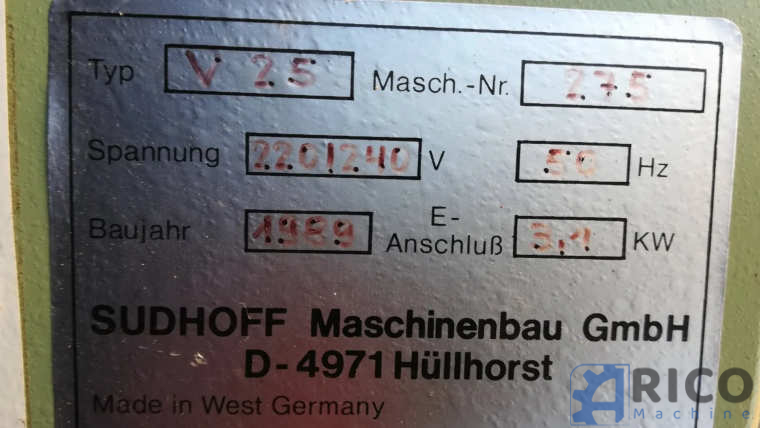 Typ V 25 Masch.-Nr. 275
Spannung 220/240 V 50 Hz
Baujahr 1989 E-Anschluß 3,1 KW
SUDHOFF Maschinenbau GmbH
D-4971 Hüllhorst
Made in West Germany
ARICO
Machine